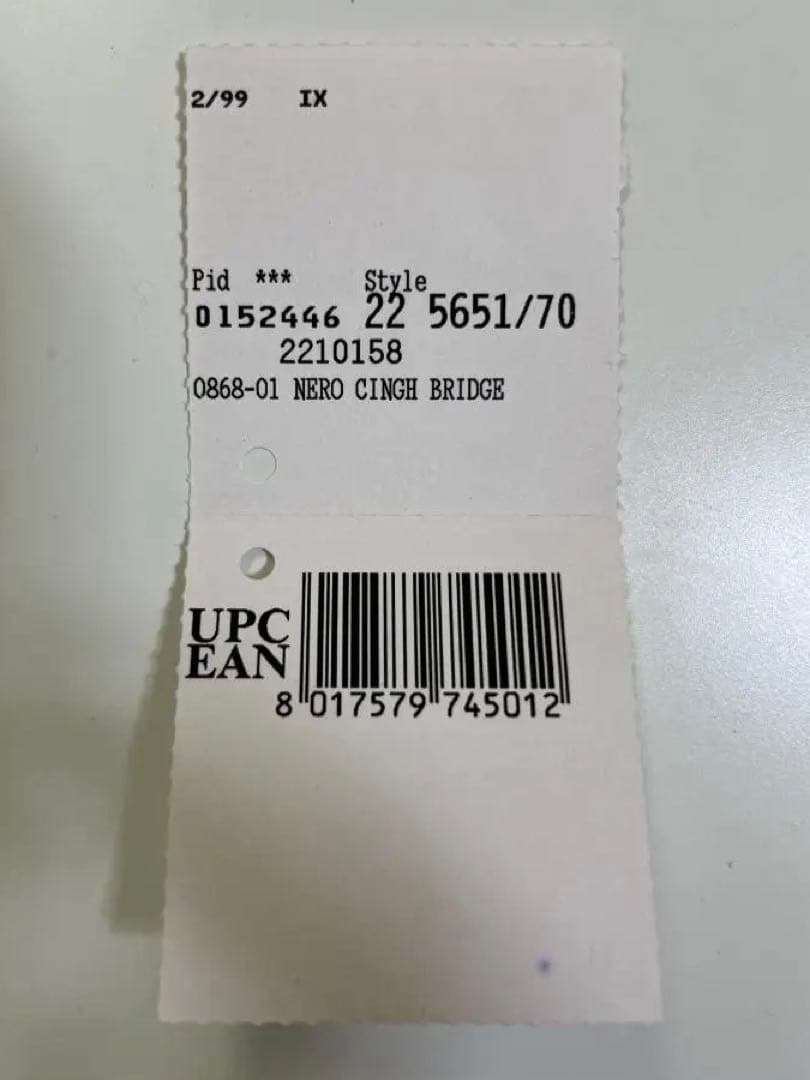 2/99 IX
Pid *** Style
0152446 22 5651/70
2210158
0868-01 NERO CINGH BRIDGE
UPC
EAN
8 017579 745012